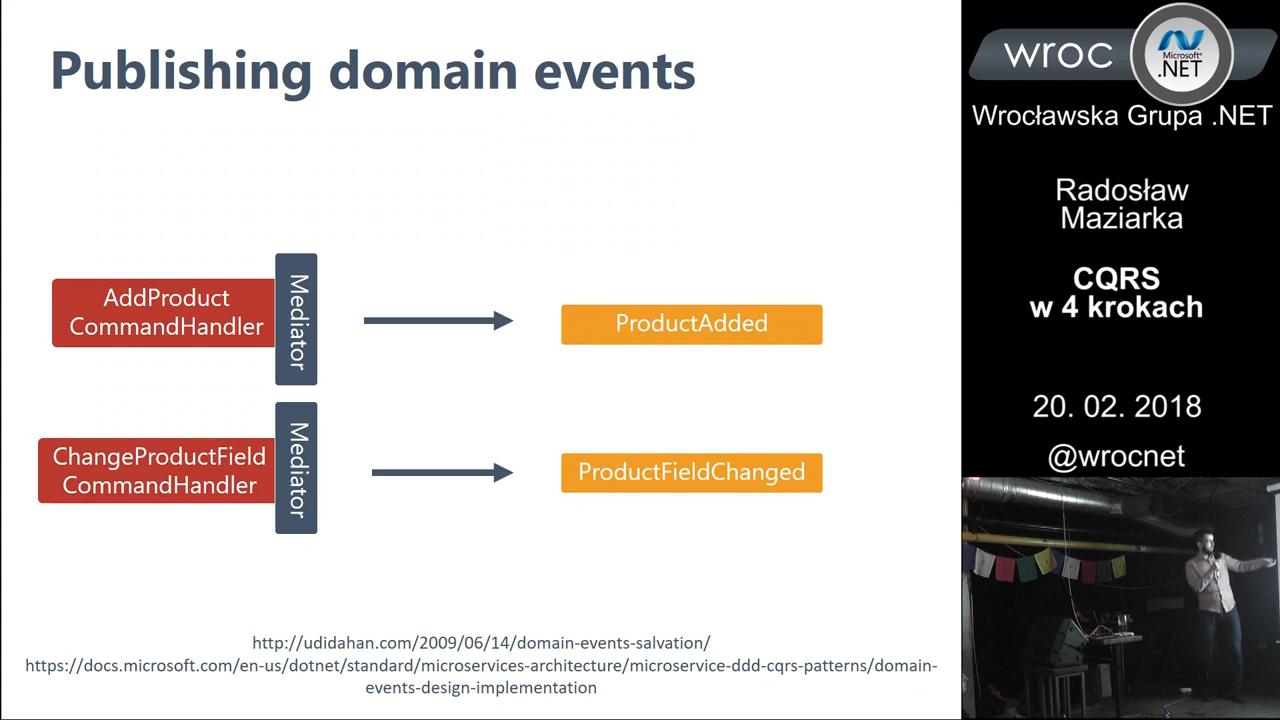 Publishing domain events
AddProduct
CommandHandler
Mediator
ProductAdded
ChangeProductField
CommandHandler
Mediator
ProductFieldChanged
http://udidahan.com/2009/06/14/domain-events-salvation/
https://docs.microsoft.com/en-us/dotnet/standard/microservices-architecture/microservice-ddd-cqrs-patterns/domain-
events-design-implementation
wroc
Microsoft®
.NET
Wrocławska Grupa .NET
Radosław
Maziarka
CQRS
w 4 krokach
20. 02. 2018
@wrocnet